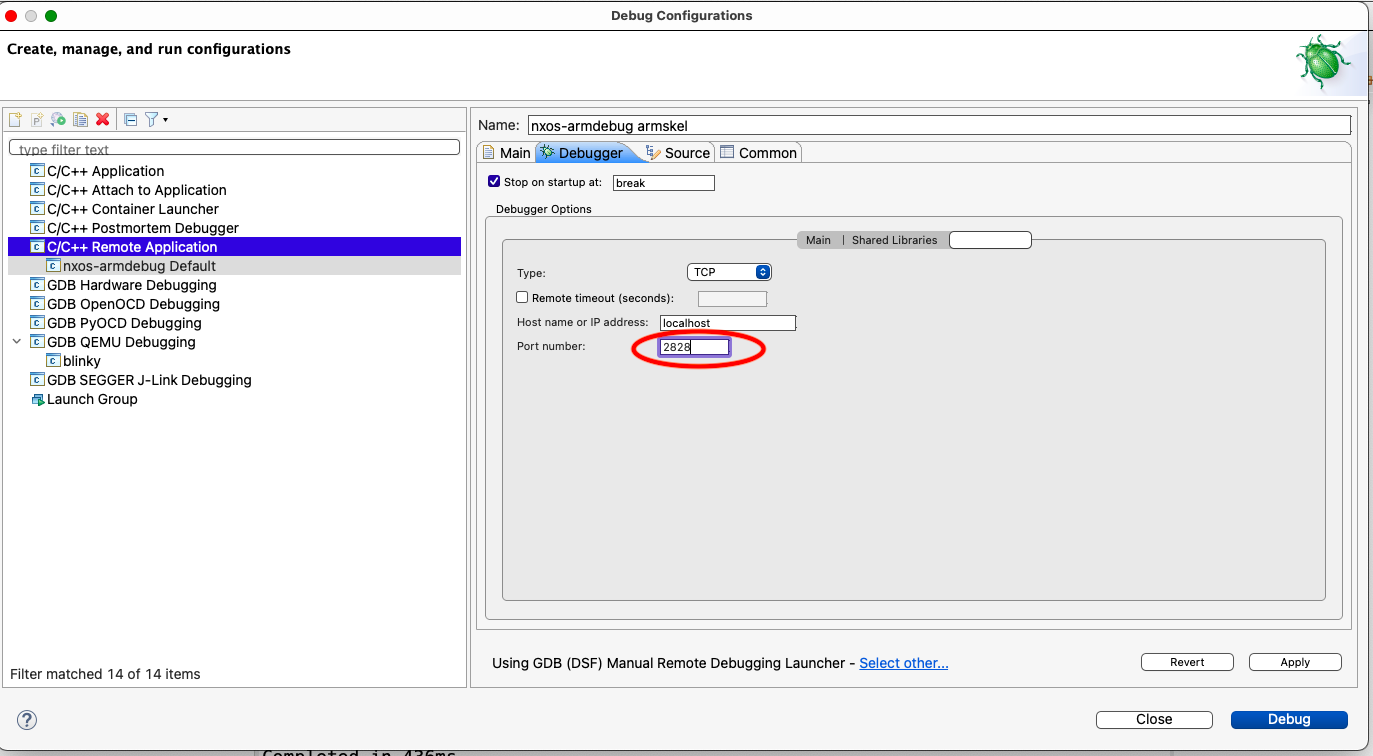 Debug Configurations
Create, manage, and run configurations
type filter text
C/C++ Application
C/C++ Attach to Application
C/C++ Container Launcher
C/C++ Postmortem Debugger
C/C++ Remote Application
nxos-armdebug Default
GDB Hardware Debugging
GDB OpenOCD Debugging
GDB PyOCD Debugging
GDB QEMU Debugging
blinky
GDB SEGGER J-Link Debugging
Launch Group
Filter matched 14 of 14 items
Name: nxos-armdebug armskel
Main Debugger Source Common
Stop on startup at: break
Debugger Options
Main Shared Libraries
Type: TCP
Remote timeout (seconds):
Host name or IP address: localhost
Port number: 2828
Using GDB (DSF) Manual Remote Debugging Launcher - Select other...
Revert Apply
? Close Debug
Completed in 436ms